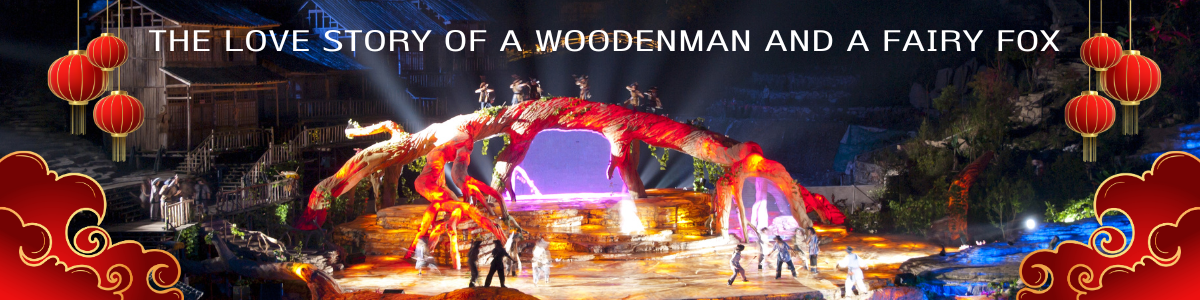 THE LOVE STORY OF A WOODENMAN AND A FAIRY FOX